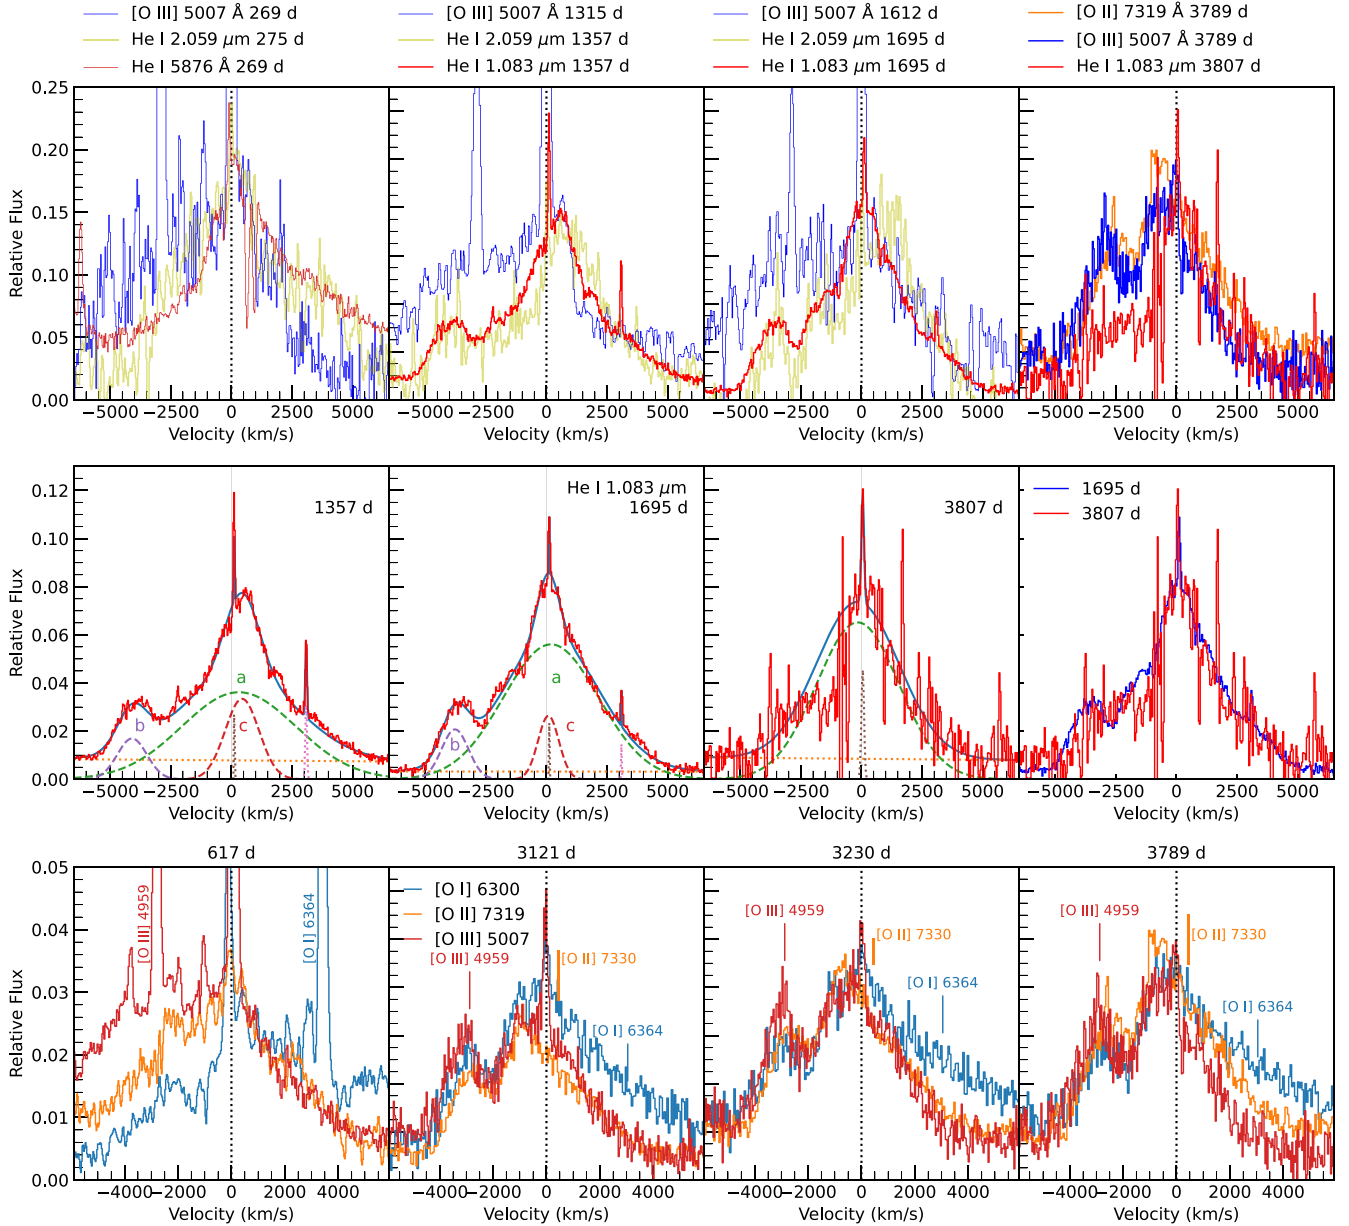 [O III] 5007 Å 269 d
He I 2.059 μm 275 d
He I 5876 Å 269 d
[O III] 5007 Å 1315 d
He I 2.059 μm 1357 d
He I 1.083 μm 1357 d
[O III] 5007 Å 1612 d
He I 2.059 μm 1695 d
He I 1.083 μm 1695 d
[O II] 7319 Å 3789 d
[O III] 5007 Å 3789 d
He I 1.083 μm 3807 d
Relative Flux
0.25
0.20
0.15
0.10
0.05
0.00
−5000 −2500 0 2500 5000
−5000 −2500 0 2500 5000
−5000 −2500 0 2500 5000
−5000 −2500 0 2500 5000
Velocity (km/s)
Velocity (km/s)
Velocity (km/s)
Velocity (km/s)
Relative Flux
0.12
0.10
0.08
0.06
0.04
0.02
0.00
1357 d
a
b
c
He I 1.083 μm
1695 d
a
b
c
3807 d
1695 d
3807 d
−5000 −2500 0 2500 5000
−5000 −2500 0 2500 5000
−5000 −2500 0 2500 5000
−5000 −2500 0 2500 5000
Velocity (km/s)
Velocity (km/s)
Velocity (km/s)
Velocity (km/s)
617 d
3121 d
3230 d
3789 d
Relative Flux
0.05
0.04
0.03
0.02
0.01
0.00
[O III] 4959
[O I] 6364
[O I] 6300
[O II] 7319
[O III] 5007
[O III] 4959
[O II] 7330
[O I] 6364
[O III] 4959
[O II] 7330
[O I] 6364
[O III] 4959
[O II] 7330
[O I] 6364
−4000 −2000 0 2000 4000
−4000 −2000 0 2000 4000
−4000 −2000 0 2000 4000
−4000 −2000 0 2000 4000
Velocity (km/s)
Velocity (km/s)
Velocity (km/s)
Velocity (km/s)